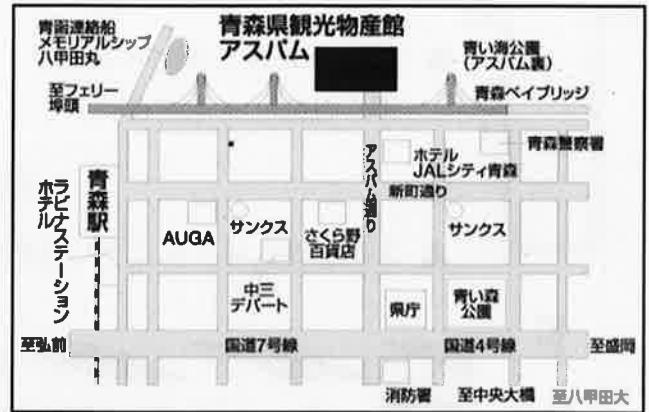 青函連絡船
メモリアルシップ
八甲田丸
青森県観光物産館
アスパム
青い海公園
(アスパム裏)
至フェリー
埠頭
青森ベイブリッジ
青森警察署
ホテル
JALシティ青森
アスパム通り
新町通り
青森駅
ラビナステーション
ホテル
AUGA
サンクス
さくら野
百貨店
サンクス
中三
デパート
県庁
青い森
公園
至弘前
国道7号線
国道4号線
至盛岡
消防署
至中央大橋
至八甲田大